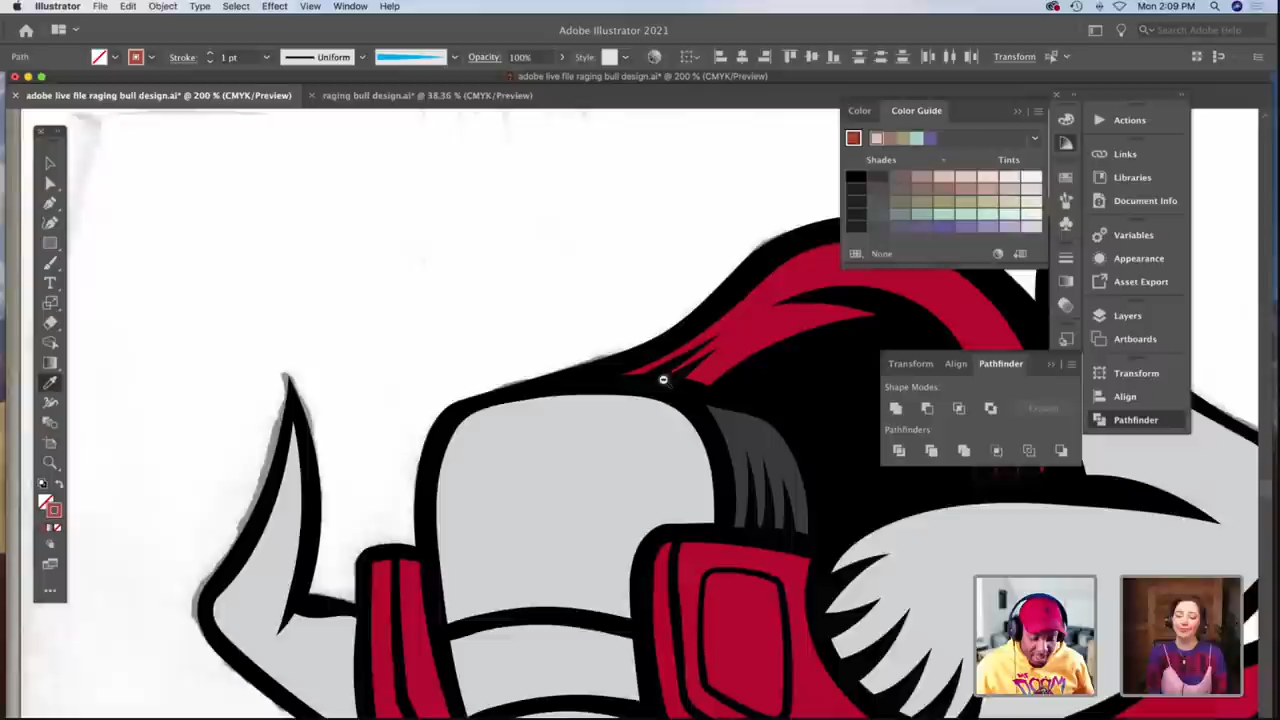 Illustrator File Edit Object Type Select Effect View Window Help Mon 2:09 PM
Adobe Illustrator 2021 Search Adobe Help
Path Stroke: 1 pt Uniform Opacity: 100% Style: Transform
adobe live file raging bull design.ai* @ 200 % (CMYK/Preview)
adobe live file raging bull design.ai* @ 200 % (CMYK/Preview) raging bull design.ai* @ 38.36 % (CMYK/Preview)
Color Color Guide
Shades Tints
None
Actions
Links
Libraries
Document Info
Variables
Appearance
Asset Export
Layers
Artboards
Transform
Align
Pathfinder
Transform Align Pathfinder
Shape Modes:
Expand
Pathfinders:
DOOM